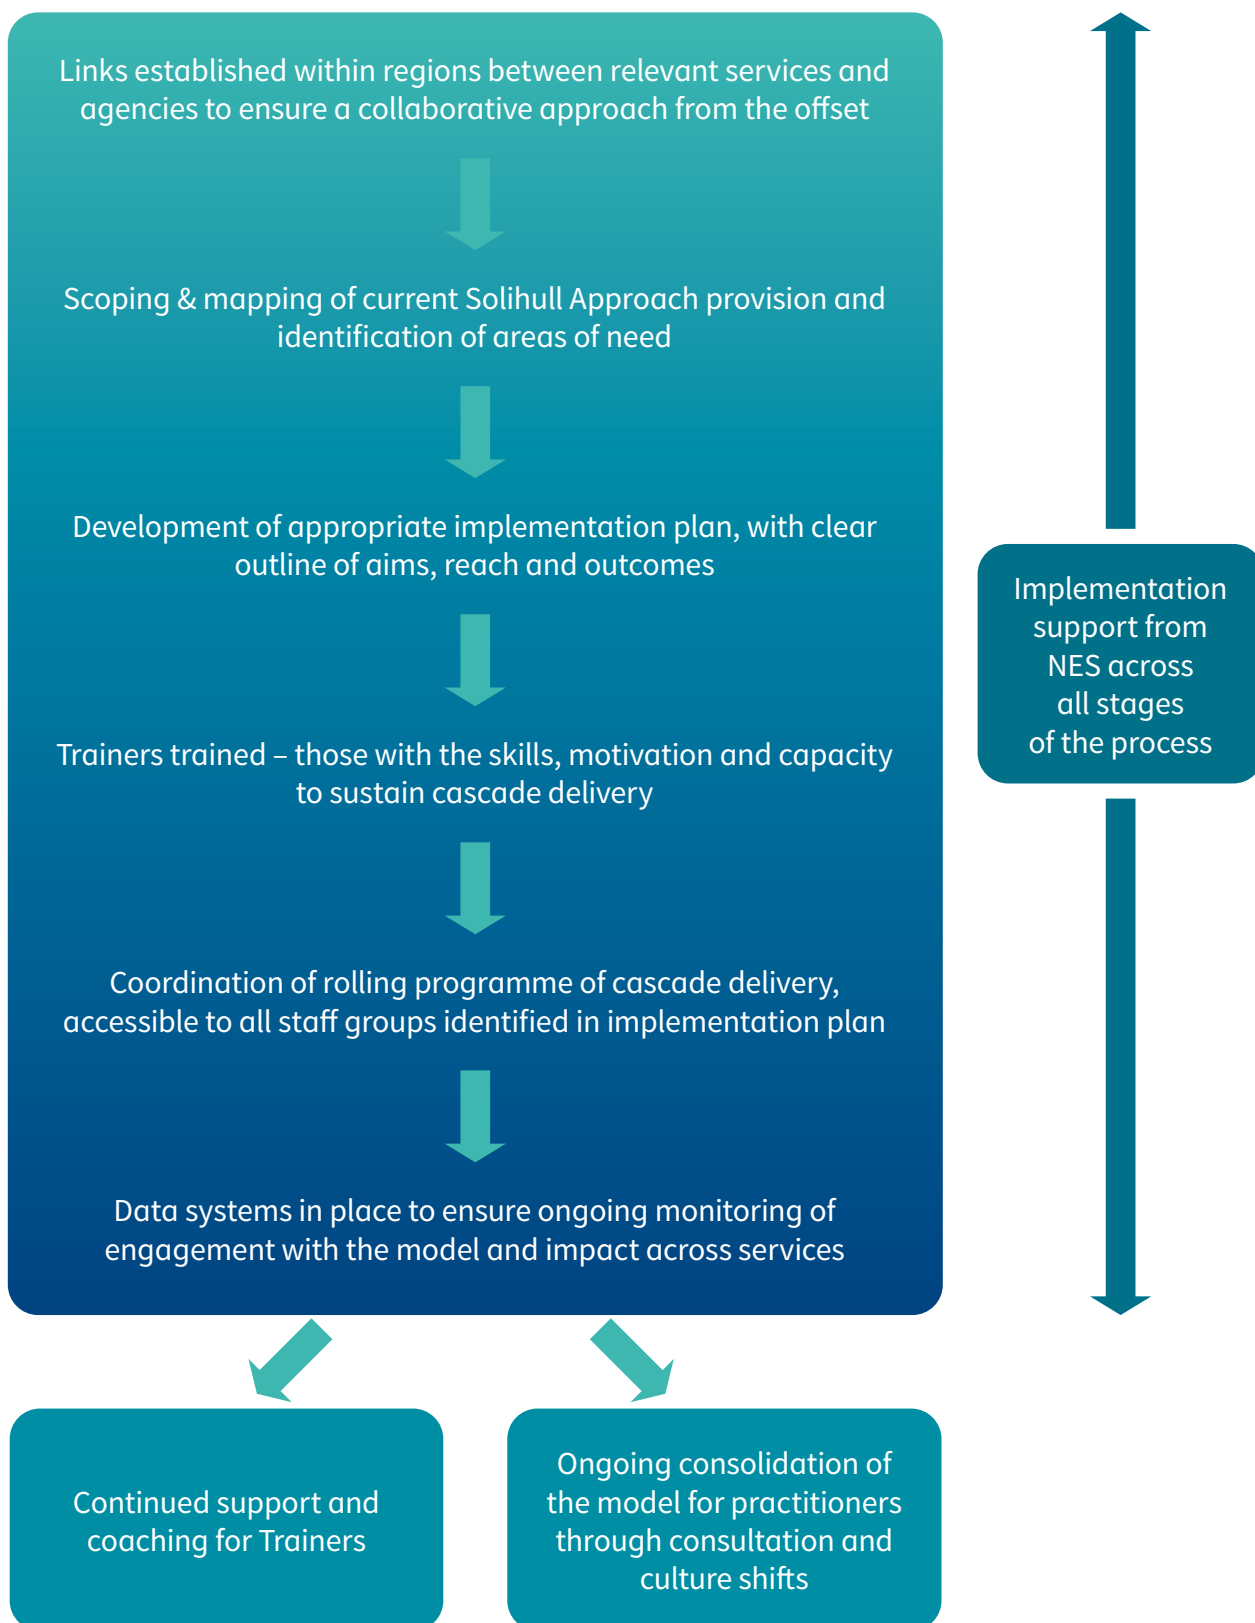 Links established within regions between relevant services and
agencies to ensure a collaborative approach from the offset
Scoping & mapping of current Solihull Approach provision and
identification of areas of need
Development of appropriate implementation plan, with clear
outline of aims, reach and outcomes
Trainers trained – those with the skills, motivation and capacity
to sustain cascade delivery
Coordination of rolling programme of cascade delivery,
accessible to all staff groups identified in implementation plan
Data systems in place to ensure ongoing monitoring of
engagement with the model and impact across services
Implementation
support from
NES across
all stages
of the process
Continued support and
coaching for Trainers
Ongoing consolidation of
the model for practitioners
through consultation and
culture shifts